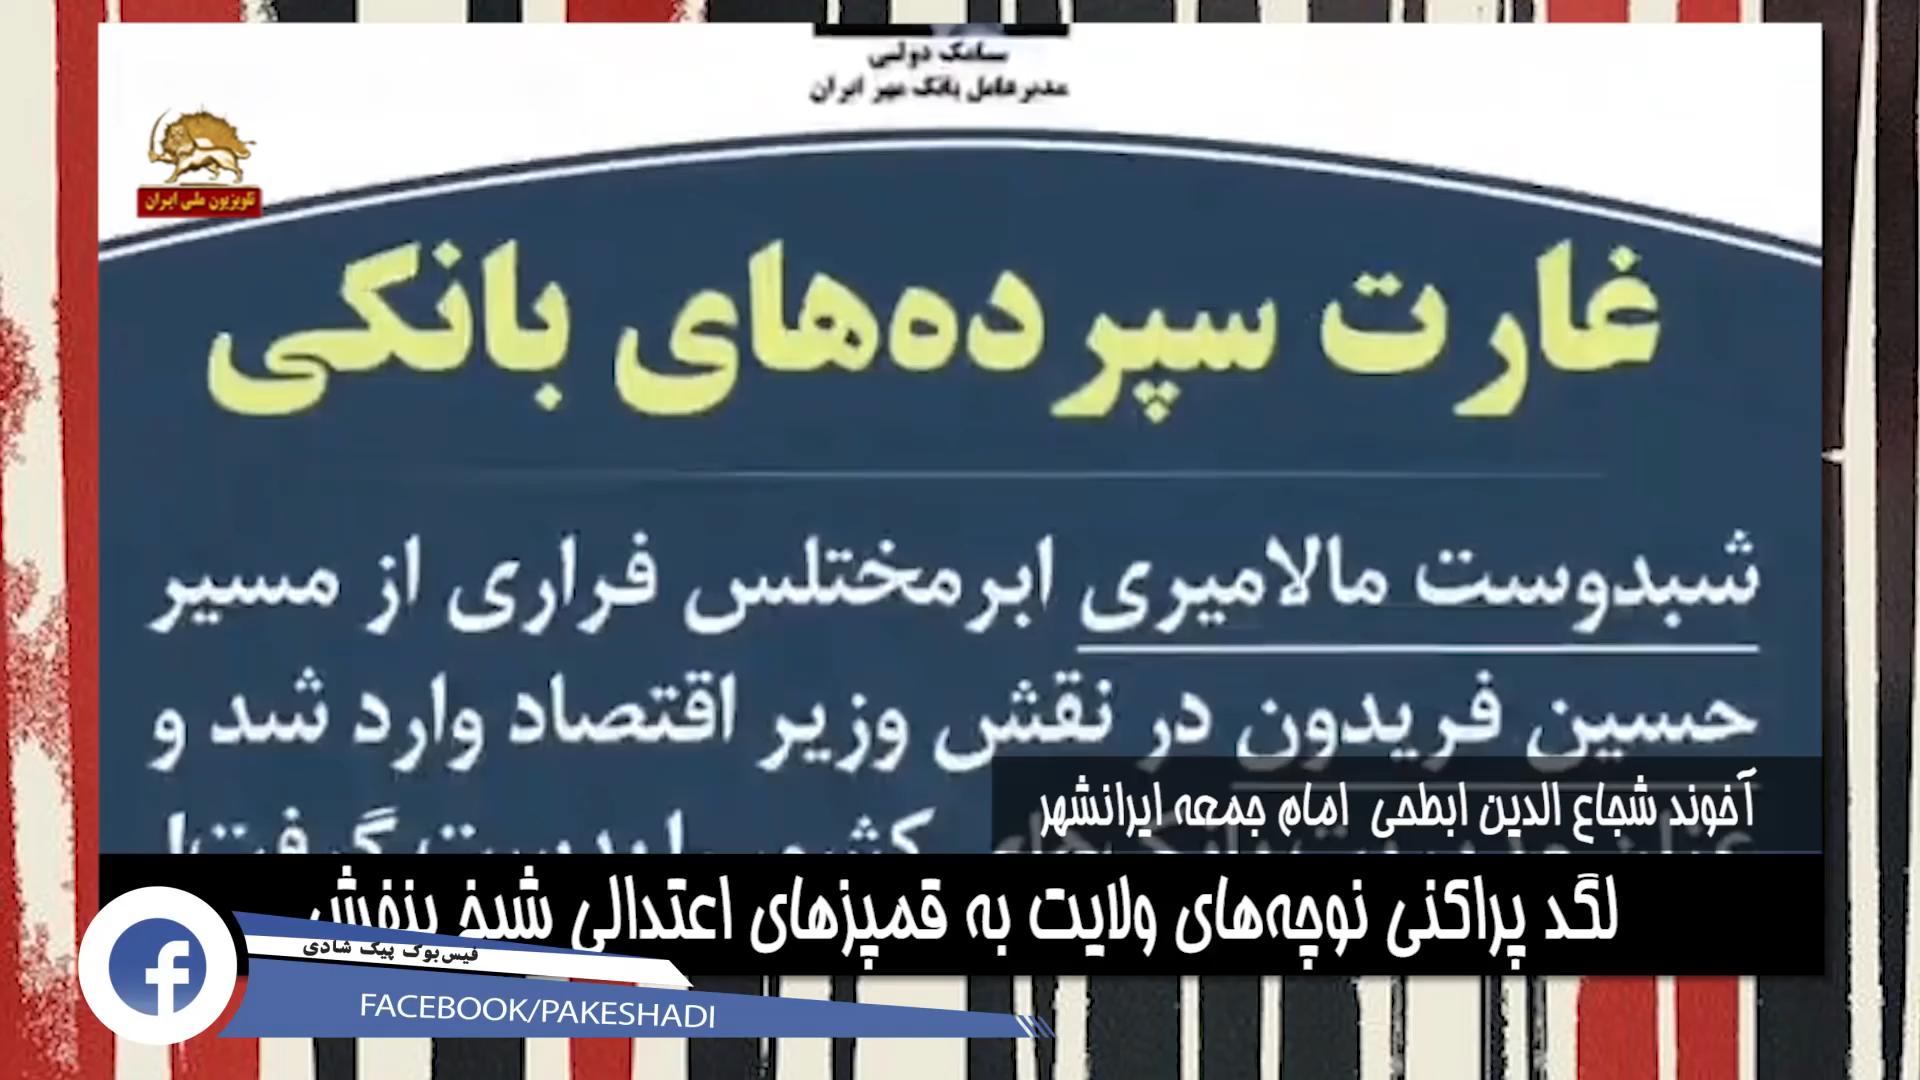 سیامک دولتی
مدیرعامل بانک مهر ایران
تلویزیون ملی ایران
غارت سپرده‌های بانکی
شبدوست مالامیری ابرمختلس فراری از مسیر
حسین فریدون در نقش وزیر اقتصاد وارد شد و
آخوند شجاع الدین ابطحی امام جمعه ایرانشهر
لگد پراکنی نوچه‌های ولایت به قمپزهای اعتدالی شیخ بنفش
فیس‌بوک پیک شادی
FACEBOOK/PAKESHADI